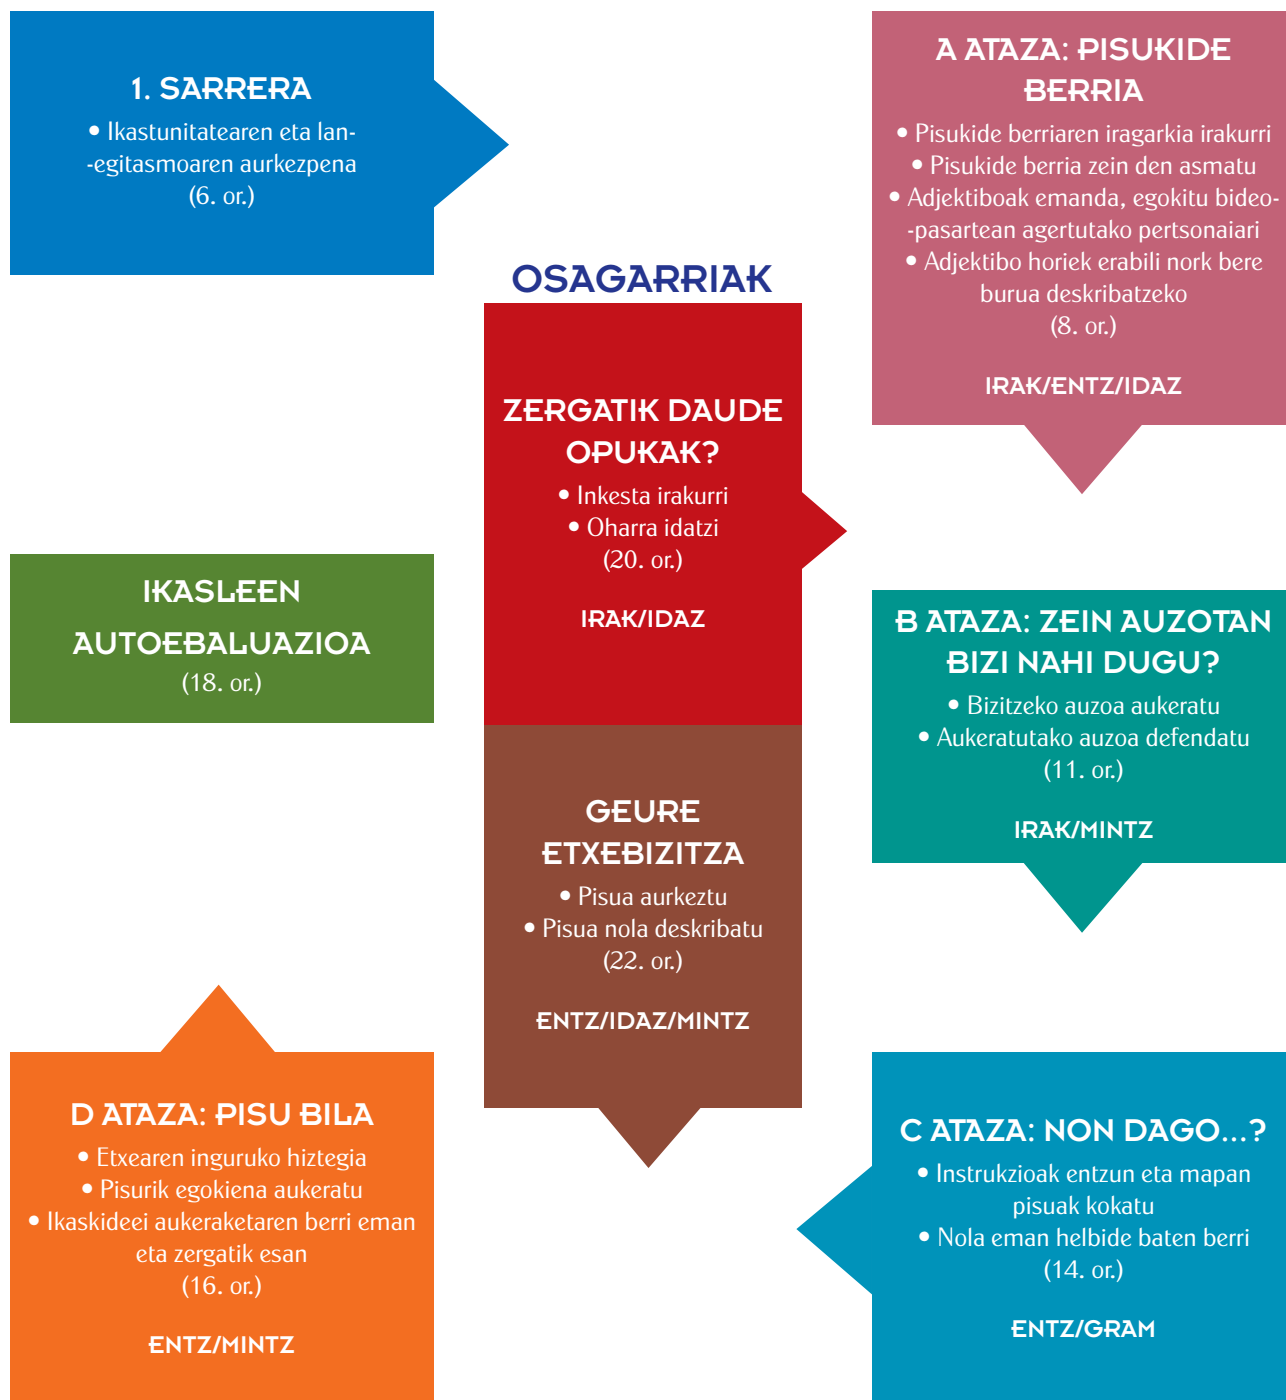 1. SARRERA
• Ikastunitatearen eta lan-
-egitasmoaren aurkezpena
(6. or.)
A ATAZA: PISUKIDE
BERRIA
• Pisukide berriaren iragarkia irakurri
• Pisukide berria zein den asmatu
• Adjektiboak emanda, egokitu bideo-
-pasartean agertutako pertsonaiari
• Adjektibo horiek erabili nork bere
burua deskribatzeko
(8. or.)
IRAK/ENTZ/IDAZ
OSAGARRIAK
ZERGATIK DAUDE
OPUKAK?
• Inkesta irakurri
• Oharra idatzi
(20. or.)
IRAK/IDAZ
IKASLEEN
AUTOEBALUAZIOA
(18. or.)
B ATAZA: ZEIN AUZOTAN
BIZI NAHI DUGU?
• Bizitzeko auzoa aukeratu
• Aukeratutako auzoa defendatu
(11. or.)
IRAK/MINTZ
GEURE
ETXEBIZITZA
• Pisua aurkeztu
• Pisua nola deskribatu
(22. or.)
ENTZ/IDAZ/MINTZ
D ATAZA: PISU BILA
• Etxearen inguruko hiztegia
• Pisurik egokiena aukeratu
• Ikaskideei aukeraketaren berri eman
eta zergatik esan
(16. or.)
ENTZ/MINTZ
C ATAZA: NON DAGO...?
• Instrukzioak entzun eta mapan
pisuak kokatu
• Nola eman helbide baten berri
(14. or.)
ENTZ/GRAM